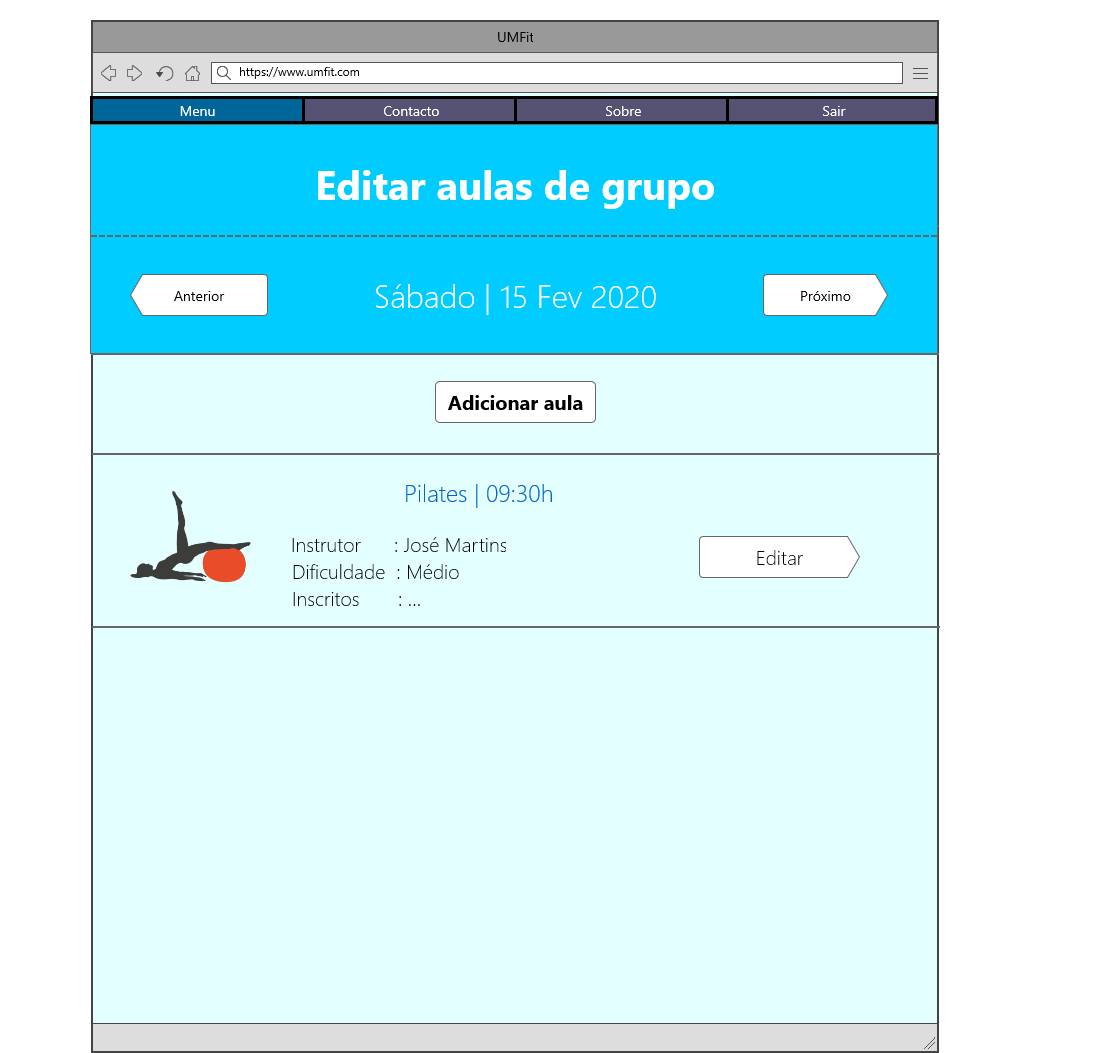 UMFit
https://www.umfit.com
Menu Contacto Sobre Sair
Editar aulas de grupo
Anterior Sábado | 15 Fev 2020 Próximo
Adicionar aula
Pilates | 09:30h
Instrutor : José Martins
Dificuldade : Médio
Editar
Inscritos : ...